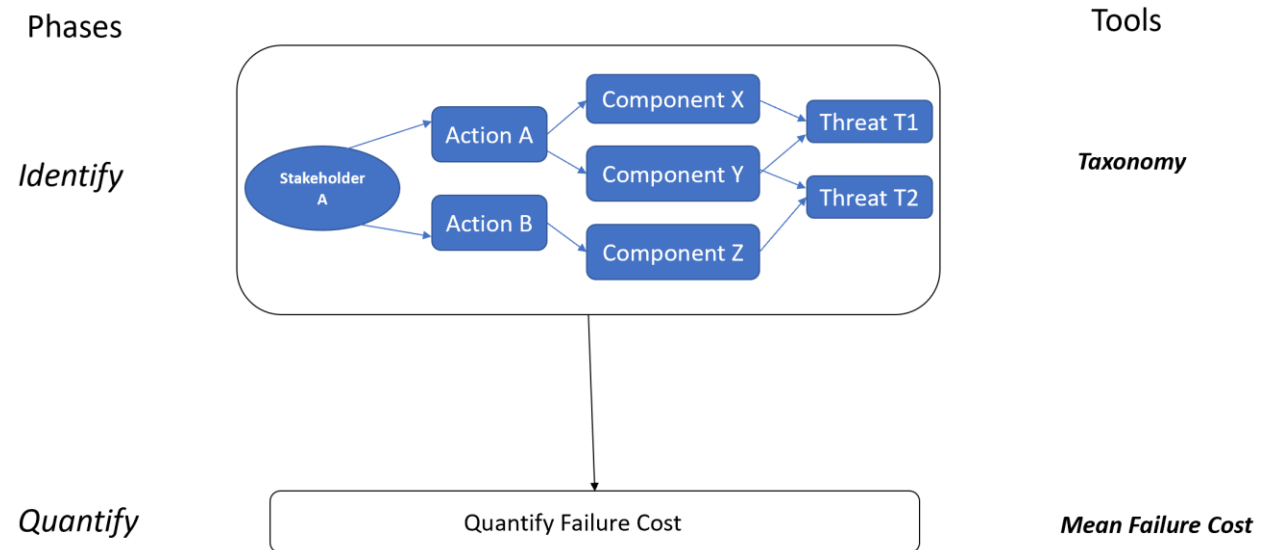 Phases
Tools
Component X
Threat T1
Action A
Identify
Stakeholder
A
Component Y
Taxonomy
Threat T2
Action B
Component Z
Quantify
Quantify Failure Cost
Mean Failure Cost